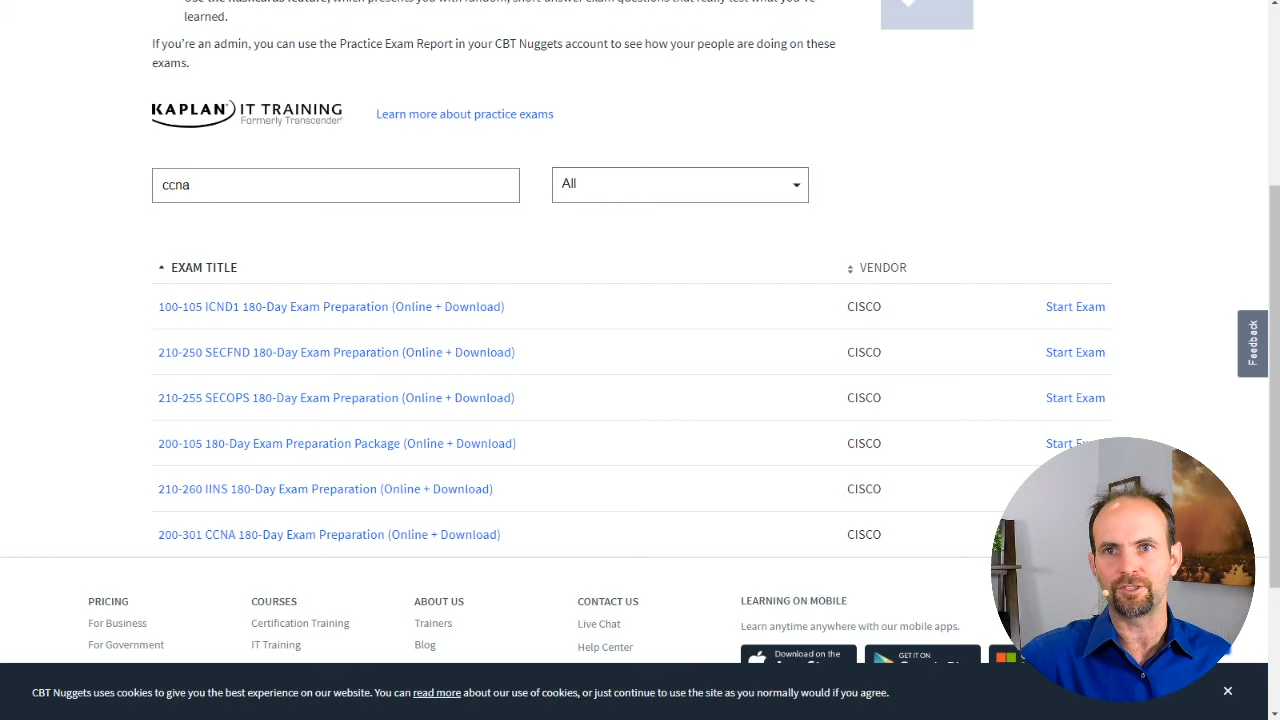 learned.
If you're an admin, you can use the Practice Exam Report in your CBT Nuggets account to see how your people are doing on these
exams.
KAPLAN IT TRAINING
Formerly Transcender
Learn more about practice exams
ccna
All
EXAM TITLE
VENDOR
100-105 ICND1 180-Day Exam Preparation (Online + Download)
CISCO
Start Exam
210-250 SECFND 180-Day Exam Preparation (Online + Download)
CISCO
Start Exam
Feedback
210-255 SECOPS 180-Day Exam Preparation (Online + Download)
CISCO
Start Exam
200-105 180-Day Exam Preparation Package (Online + Download)
CISCO
Start
210-260 IINS 180-Day Exam Preparation (Online + Download)
CISCO
200-301 CCNA 180-Day Exam Preparation (Online + Download)
CISCO
PRICING
COURSES
ABOUT US
CONTACT US
LEARNING ON MOBILE
For Business
Certification Training
Trainers
Live Chat
Learn anytime anywhere with our mobile apps.
For Government
IT Training
Blog
Help Center
Download on the
GET IT ON
CBT Nuggets uses cookies to give you the best experience on our website. You can read more about our use of cookies, or just continue to use the site as you normally would if you agree.